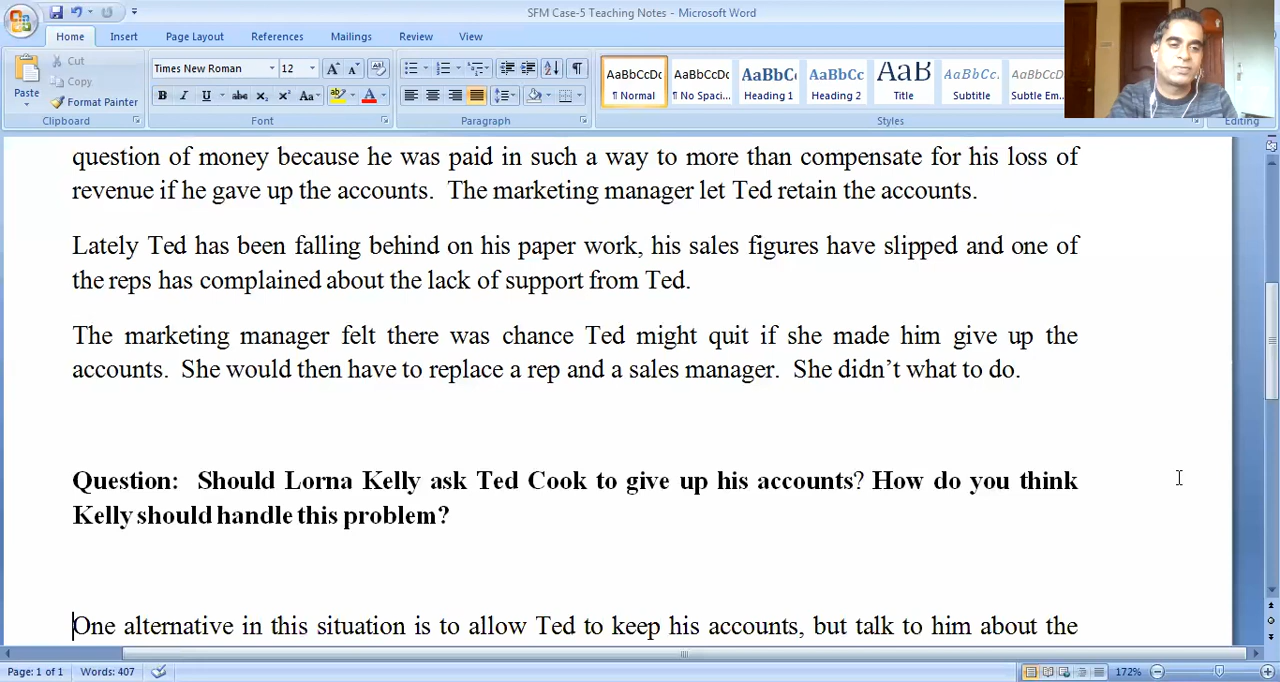 SFM Case-5 Teaching Notes - Microsoft Word
Home Insert Page Layout References Mailings Review View
Paste
Cut
Copy
Format Painter
Clipboard
Times New Roman 12
Font
Paragraph
AaBbCcDc AaBbCcDc AaBbC AaBbCc AaB AaBbCc. AaBbCcDc
¶ Normal ¶ No Spaci... Heading 1 Heading 2 Title Subtitle Subtle Em...
Styles
Editing
question of money because he was paid in such a way to more than compensate for his loss of
revenue if he gave up the accounts. The marketing manager let Ted retain the accounts.
Lately Ted has been falling behind on his paper work, his sales figures have slipped and one of
the reps has complained about the lack of support from Ted.
The marketing manager felt there was chance Ted might quit if she made him give up the
accounts. She would then have to replace a rep and a sales manager. She didn't what to do.
Question: Should Lorna Kelly ask Ted Cook to give up his accounts? How do you think
Kelly should handle this problem?
One alternative in this situation is to allow Ted to keep his accounts, but talk to him about the
Page: 1 of 1 Words: 407 172%